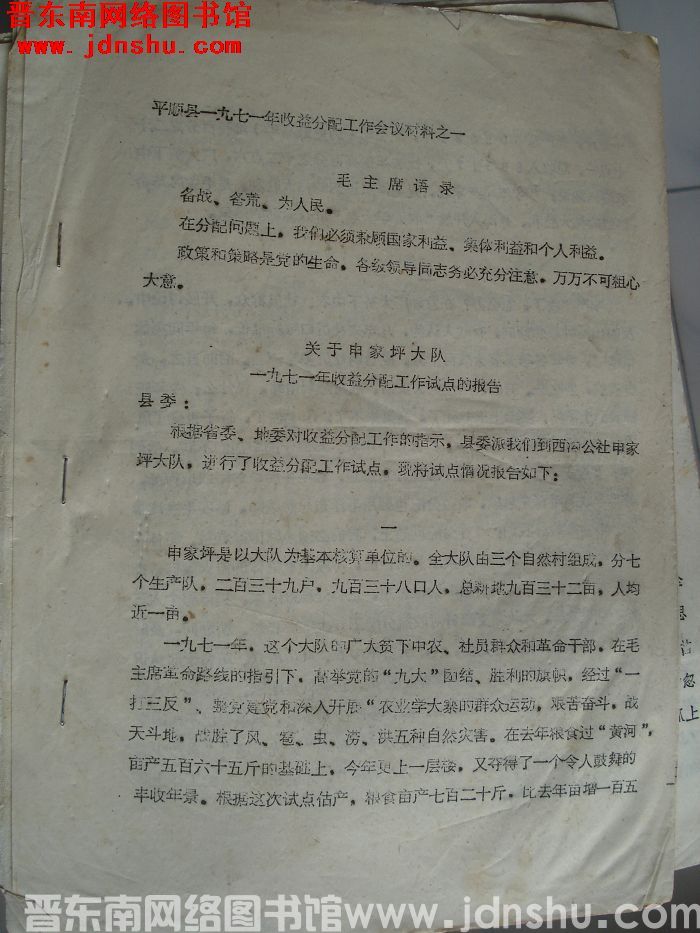 晋东南网络图书馆
www.jdnshu.com
平顺县一九七一年收益分配工作会议材料之一
毛主席语录
备战、备荒、为人民。
在分配问题上，我们必须兼顾国家利益、集体利益和个人利益。
政策和策略是党的生命，各级领导同志务必充分注意，万万不可粗心
大意。
关于申家坪大队
一九七一年收益分配工作试点的报告
县委：
根据省委、地委对收益分配工作的指示，县委派我们到西沟公社申家
坪大队，进行了收益分配工作试点。现将试点情况报告如下：
一
申家坪是以大队为基本核算单位的。全大队由三个自然村组成，分七
个生产队，二百三十九户，九百三十八口人，总耕地九百三十二亩，人均
近一亩。
一九七一年，这个大队的广大贫下中农、社员群众和革命干部，在毛
主席革命路线的指引下，高举党的“九大”团结、胜利的旗帜，经过“一
打三反”、整党建党和深入开展“农业学大寨的群众运动，艰苦奋斗，战
天斗地，战胜了风、雹、虫、涝、洪五种自然灾害。在去年粮食过“黄河”，
亩产五百六十五斤的基础上，今年更上一层楼，又夺得了一个令人鼓舞的
丰收年景。根据这次试点估产，粮食亩产七百二十斤，比去年亩增一百五
思
忽
以上
晋东南网络图书馆 www.jdnshu.com